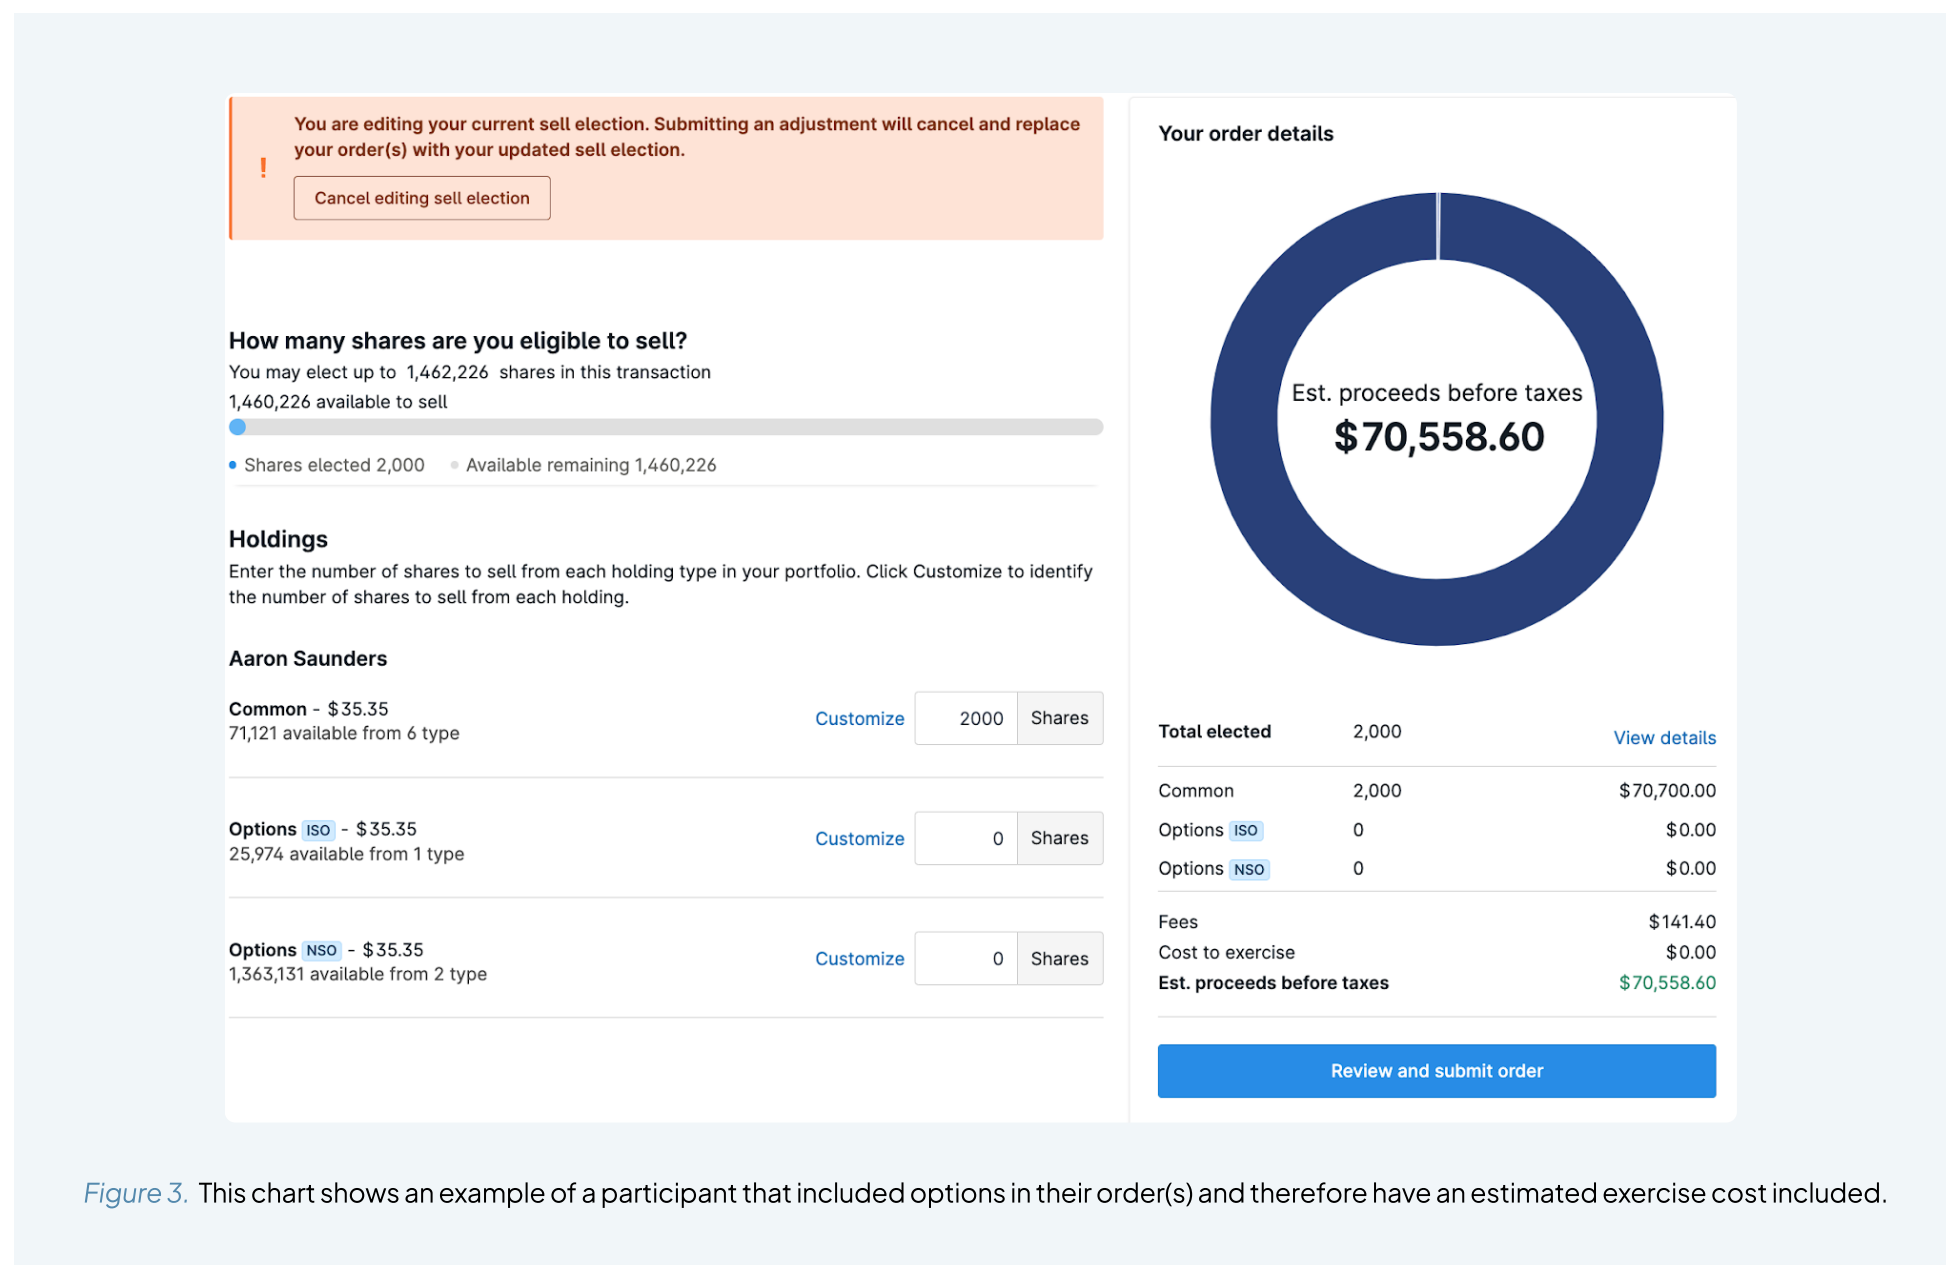 You are editing your current sell election. Submitting an adjustment will cancel and replace
your order(s) with your updated sell election.
!
Cancel editing sell election
How many shares are you eligible to sell?
You may elect up to 1,462,226 shares in this transaction
1,460,226 available to sell
Shares elected 2,000 Available remaining 1,460,226
Holdings
Enter the number of shares to sell from each holding type in your portfolio. Click Customize to identify
the number of shares to sell from each holding.
Aaron Saunders
Common - $35.35
71,121 available from 6 type
Customize 2000 Shares
Options ISO - $35.35
25,974 available from 1 type
Customize 0 Shares
Options NSO - $35.35
1,363,131 available from 2 type
Customize 0 Shares
Your order details
Est. proceeds before taxes
$70,558.60
Total elected 2,000 View details
Common 2,000 $70,700.00
Options ISO 0 $0.00
Options NSO 0 $0.00
Fees $141.40
Cost to exercise $0.00
Est. proceeds before taxes $70,558.60
Review and submit order
Figure 3. This chart shows an example of a participant that included options in their order(s) and therefore have an estimated exercise cost included.